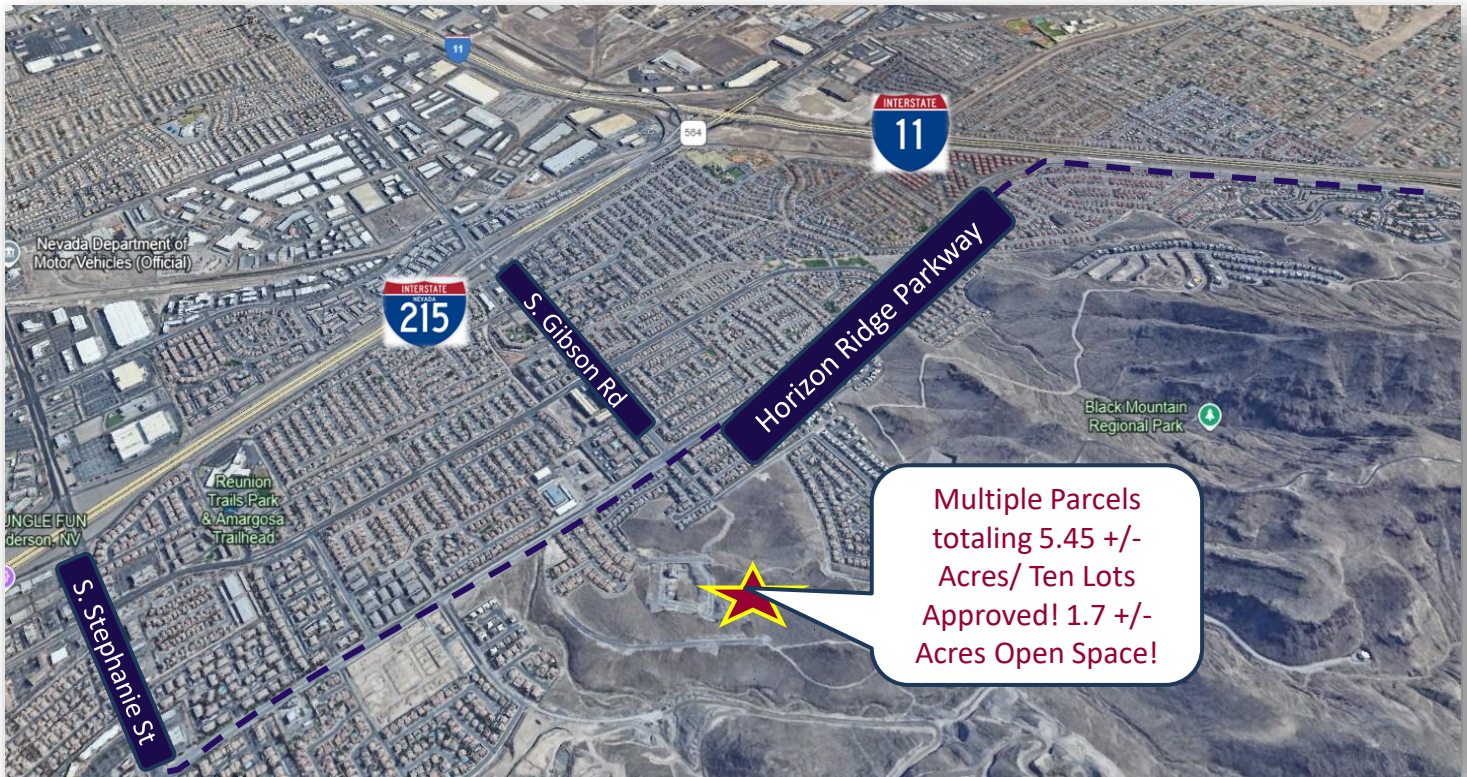 11
564
INTERSTATE
11
Nevada Department of
Motor Vehicles (Official)
INTERSTATE
NEVADA
215
S. Gibson Rd
Horizon Ridge Parkway
Black Mountain
Regional Park
Reunion
Trails Park
& Amargosa
Trailhead
UNGLE FUN
derson, NV
S. Stephanie St
Multiple Parcels
totaling 5.45 +/-
Acres/ Ten Lots
Approved! 1.7 +/-
Acres Open Space!